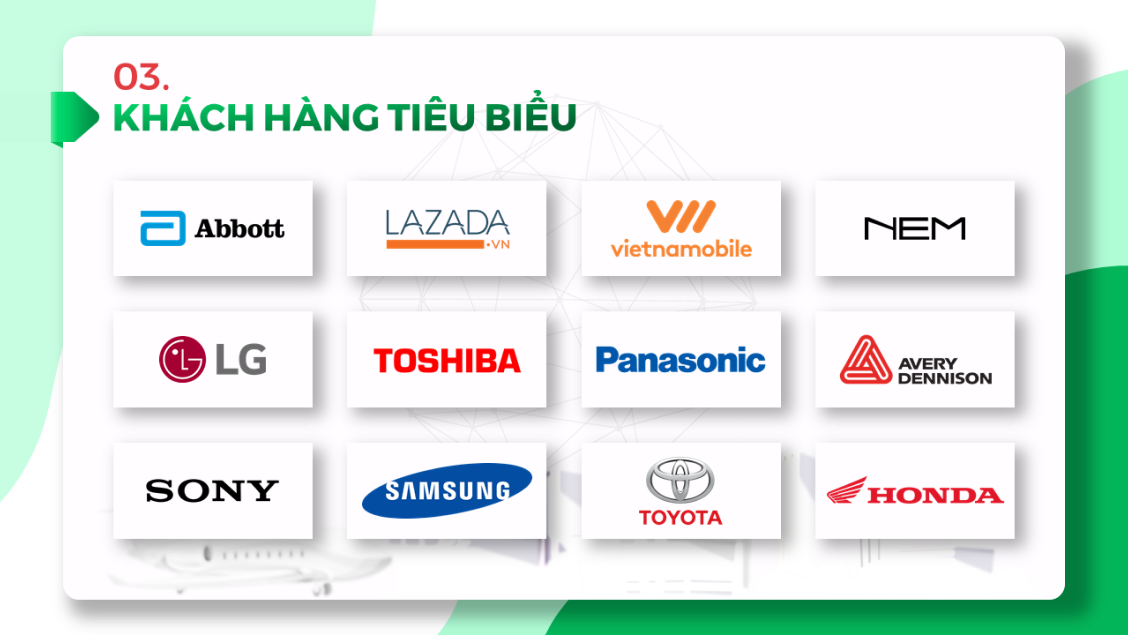 03.
KHÁCH HÀNG TIÊU BIỂU
Abbott
LAZADA
.VN
vietnamobile
NEM
LG
TOSHIBA
Panasonic
AVERY
DENNISON
SONY
SAMSUNG
TOYOTA
HONDA